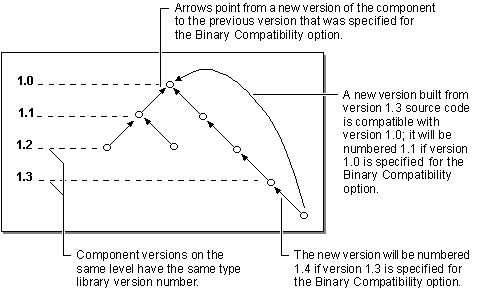 Arrows point from a new version of the component
to the previous version that was specified for
the Binary Compatibility option.
1.0
1.1
1.2
1.3
A new version built from
version 1.3 source code
is compatible with
version 1.0; it will be
numbered 1.1 if version
1.0 is specified for the
Binary Compatibility
option.
Component versions on the
same level have the same type
library version number.
The new version will be numbered
1.4 if version 1.3 is specified for
the Binary Compatibility option.